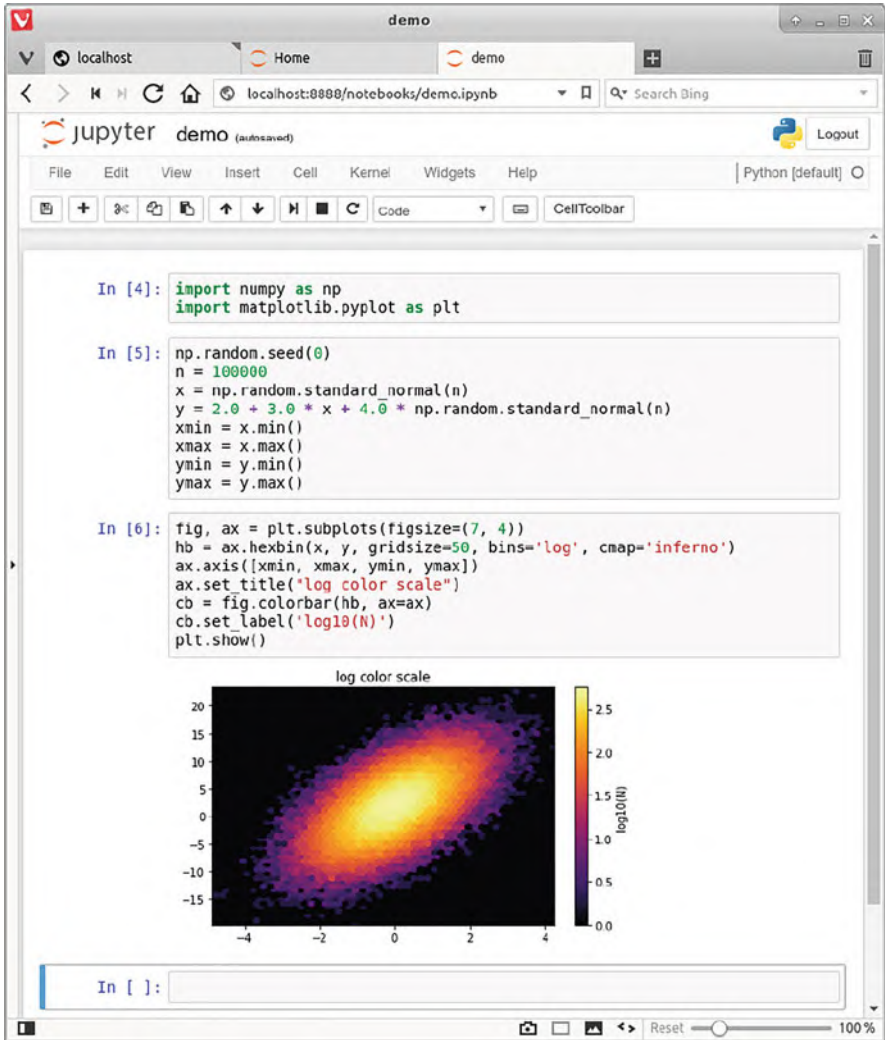 demo
localhost
Home
demo
localhost:8888/notebooks/demo.ipynb
Search Bing
jupyter demo (autosaved)
Logout
File Edit View Insert Cell Kernel Widgets Help
Python [default]
Code
CellToolbar
In [4]: import numpy as np
import matplotlib.pyplot as plt
In [5]: np.random.seed(0)
n = 100000
x = np.random.standard_normal(n)
y = 2.0 + 3.0 * x + 4.0 * np.random.standard_normal(n)
xmin = x.min()
xmax = x.max()
ymin = y.min()
ymax = y.max()
In [6]: fig, ax = plt.subplots(figsize=(7, 4))
hb = ax.hexbin(x, y, gridsize=50, bins='log', cmap='inferno')
ax.axis([xmin, xmax, ymin, ymax])
ax.set_title("log color scale")
cb = fig.colorbar(hb, ax=ax)
cb.set_label('log10(N)')
plt.show()
log color scale
20
15
10
5
0
−5
−10
−15
−4 −2 0 2 4
2.5
2.0
1.5
1.0
0.5
0.0
log10(N)
In [ ]:
Reset 100 %